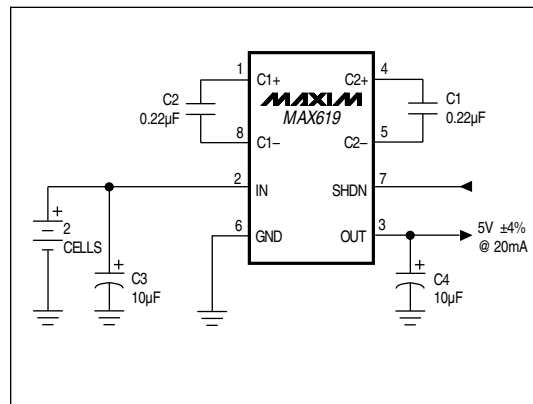 1
C1+
C2+
4
C2
0.22µF
MAXIM
MAX619
C1
0.22µF
8
C1–
C2–
5
2
IN
SHDN
7
6
GND
OUT
3
5V ±4%
@ 20mA
+
2
CELLS
+
C3
10µF
+
C4
10µF